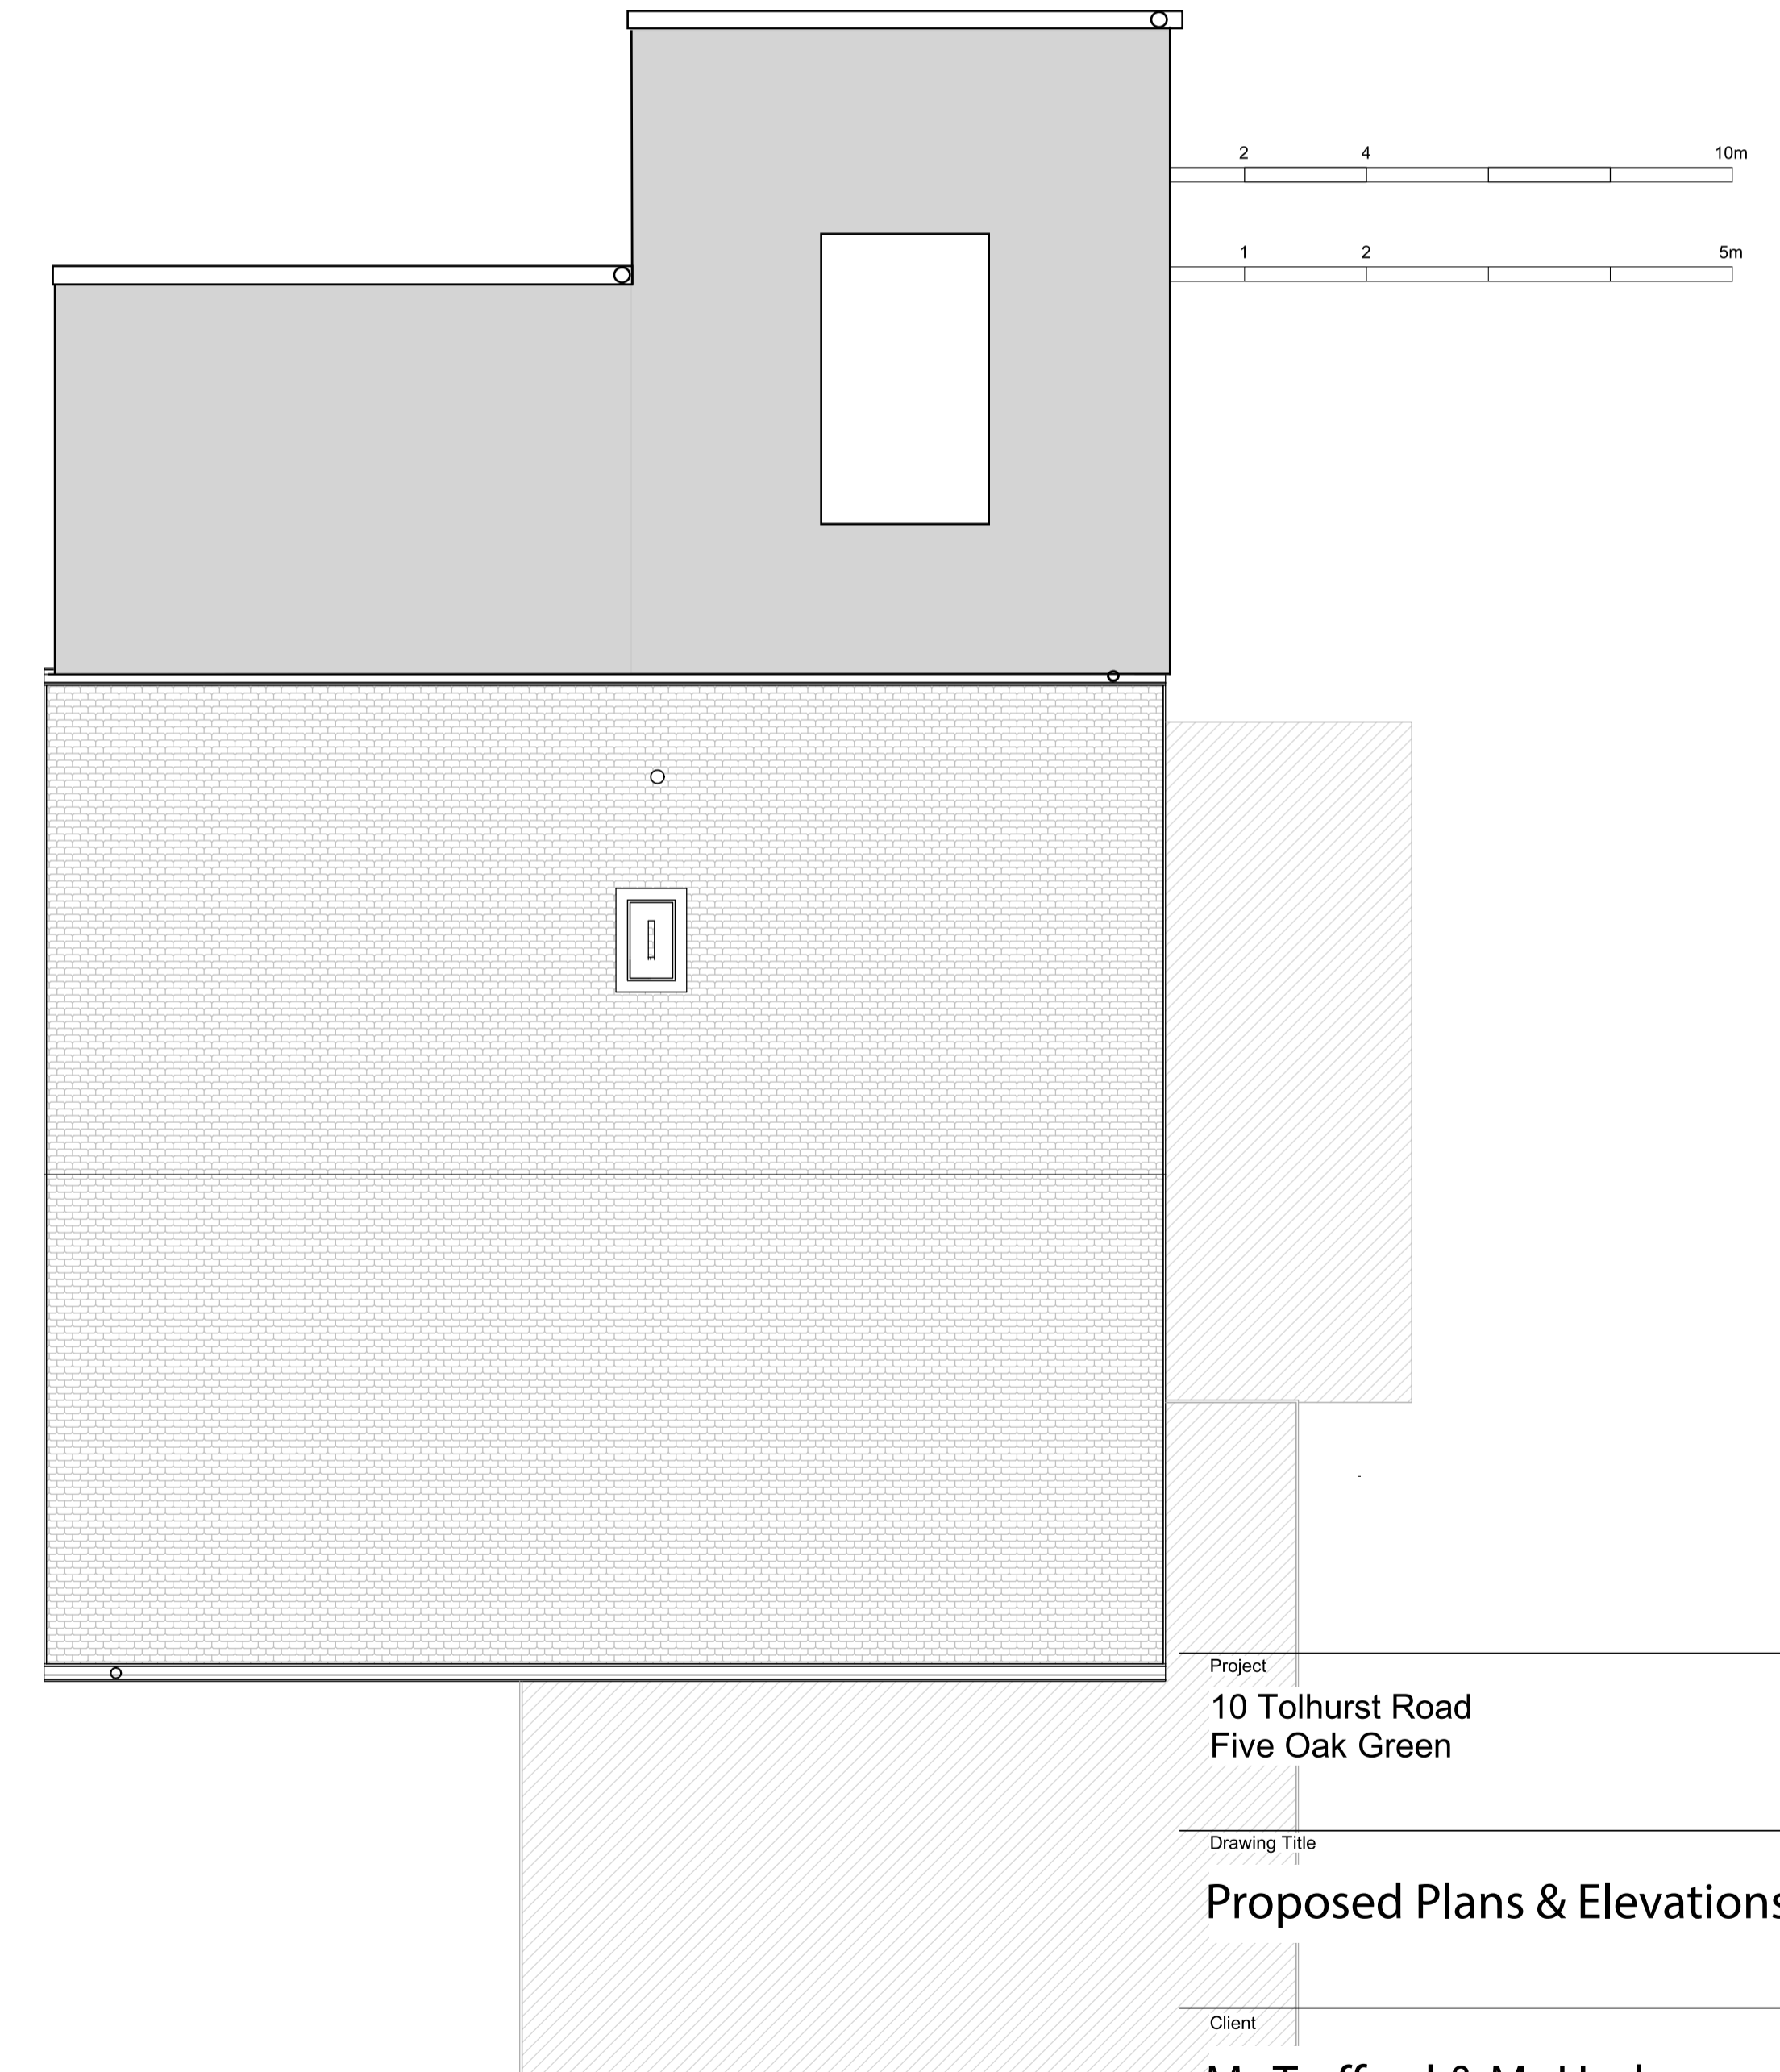 2 4 10m
1 2 5m
Project
10 Tolhurst Road
Five Oak Green
Drawing Title
Proposed Plans & Elevations
Client